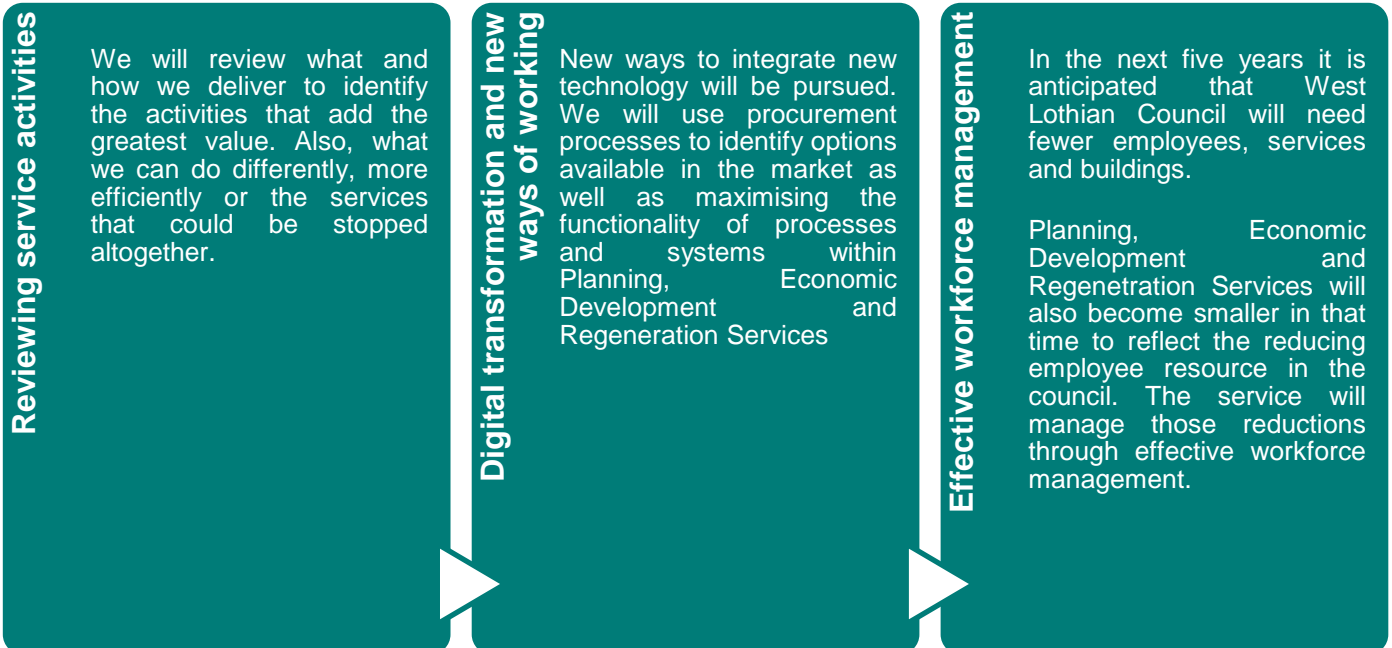 Reviewing service activities
We will review what and
how we deliver to identify
the activities that add the
greatest value. Also, what
we can do differently, more
efficiently or the services
that could be stopped
altogether.
Digital transformation and new
ways of working
New ways to integrate new
technology will be pursued.
We will use procurement
processes to identify options
available in the market as
well as maximising the
functionality of processes
and systems within
Planning, Economic
Development and
Regeneration Services
Effective workforce management
In the next five years it is
anticipated that West
Lothian Council will need
fewer employees, services
and buildings.
Planning, Economic
Development and
Regenetration Services will
also become smaller in that
time to reflect the reducing
employee resource in the
council. The service will
manage those reductions
through effective workforce
management.